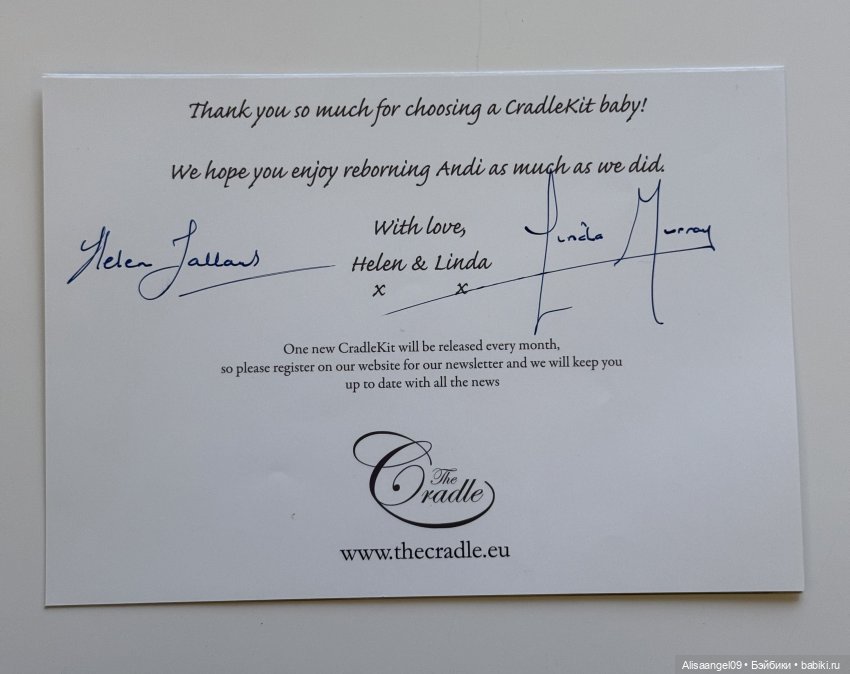 Thank you so much for choosing a CradleKit baby!
We hope you enjoy reborning Andi as much as we did.
With love,
Helen & Linda
x x
Helen
Linda Murray
One new CradleKit will be released every month,
so please register on our website for our newsletter and we will keep you
up to date with all the news
The
Cradle
www.thecradle.eu
Alisaangel09 • Бэйбики • babiki.ru